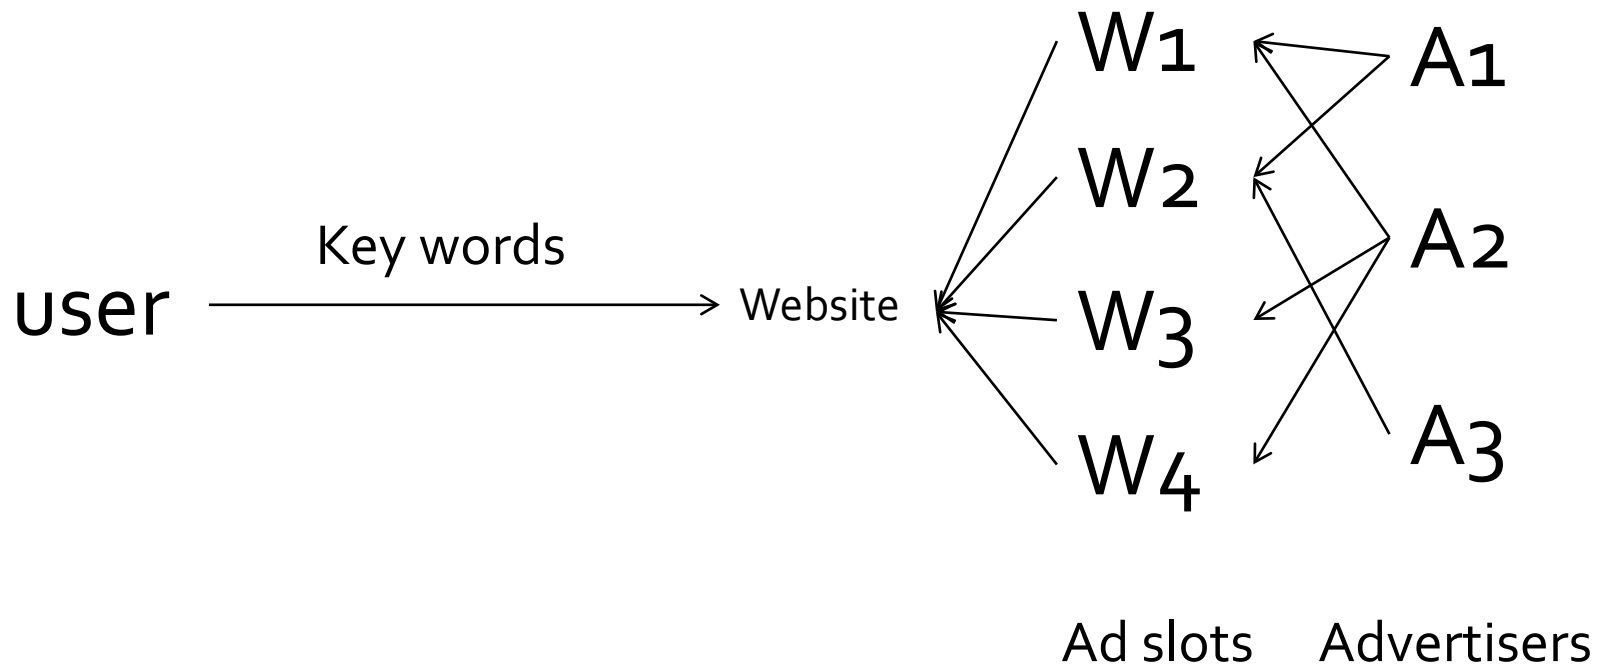 W1
A1
W2
A2
Key words
user
Website
W3
A3
W4
Ad slots
Advertisers